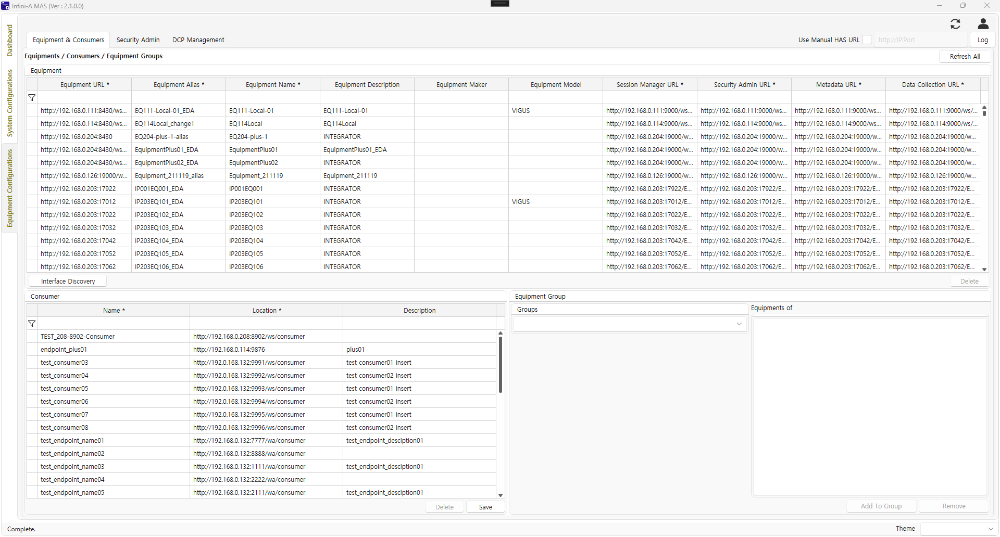 Infini-A MAS (Ver : 2.1.0.0)
Dashboard
System Configurations
Equipment Configurations
Equipment & Consumers Security Admin DCP Management Use Manual HAS URL http://IP:Port Log
Equipments / Consumers / Equipment Groups Refresh All
Equipment
Equipment URL * Equipment Alias * Equipment Name * Equipment Description Equipment Maker Equipment Model Session Manager URL * Security Admin URL * Metadata URL * Data Collection URL *
http://192.168.0.111:8430/ws... EQ111-Local-01_EDA EQ111-Local-01 EQ111-Local-01 VIGUS http://192.168.0.111:9000/ws... http://192.168.0.111:9000/ws... http://192.168.0.111:9000/ws... http://192.168.0.111:9000/ws/...
http://192.168.0.114:8430/ws... EQ114Local_change1 EQ114Local EQ114Local http://192.168.0.114:9000/ws... http://192.168.0.114:9000/ws... http://192.168.0.114:9000/ws... http://192.168.0.114:9000/ws/...
http://192.168.0.204:8430 EQ204-plus-1-alias EQ204-plus-1 INTEGRATOR http://192.168.0.204:19000/w... http://192.168.0.204:19000/w... http://192.168.0.204:19000/w... http://192.168.0.204:19000/w...
http://192.168.0.204:8430/ws... EquipmentPlus01_EDA EquipmentPlus01 EquipmentPlus01_EDA http://192.168.0.204:19000/w... http://192.168.0.204:19000/w... http://192.168.0.204:19000/w... http://192.168.0.204:19000/w...
http://192.168.0.204:8430/ws... EquipmentPlus02_EDA EquipmentPlus02 INTEGRATOR http://192.168.0.204:19000/w... http://192.168.0.204:19000/w... http://192.168.0.204:19000/w... http://192.168.0.204:19000/w...
http://192.168.0.126:19000/w... Equipment_211119_alias Equipment_211119 Equipment_211119 http://192.168.0.126:19000/w... http://192.168.0.126:19000/w... http://192.168.0.126:19000/w... http://192.168.0.126:19000/w...
http://192.168.0.203:17922 IP001EQ001_EDA IP001EQ001 INTEGRATOR http://192.168.0.203:17922/E... http://192.168.0.203:17922/E... http://192.168.0.203:17922/E... http://192.168.0.203:17922/E...
http://192.168.0.203:17012 IP203EQ101_EDA IP203EQ101 INTEGRATOR VIGUS http://192.168.0.203:17012/E... http://192.168.0.203:17012/E... http://192.168.0.203:17012/E... http://192.168.0.203:17012/E...
http://192.168.0.203:17022 IP203EQ102_EDA IP203EQ102 INTEGRATOR http://192.168.0.203:17022/E... http://192.168.0.203:17022/E... http://192.168.0.203:17022/E... http://192.168.0.203:17022/E...
http://192.168.0.203:17032 IP203EQ103_EDA IP203EQ103 INTEGRATOR http://192.168.0.203:17032/E... http://192.168.0.203:17032/E... http://192.168.0.203:17032/E... http://192.168.0.203:17032/E...
http://192.168.0.203:17042 IP203EQ104_EDA IP203EQ104 INTEGRATOR http://192.168.0.203:17042/E... http://192.168.0.203:17042/E... http://192.168.0.203:17042/E... http://192.168.0.203:17042/E...
http://192.168.0.203:17052 IP203EQ105_EDA IP203EQ105 INTEGRATOR http://192.168.0.203:17052/E... http://192.168.0.203:17052/E... http://192.168.0.203:17052/E... http://192.168.0.203:17052/E...
http://192.168.0.203:17062 IP203EQ106_EDA IP203EQ106 INTEGRATOR http://192.168.0.203:17062/E... http://192.168.0.203:17062/E... http://192.168.0.203:17062/E... http://192.168.0.203:17062/E...
Interface Discovery Delete
Consumer
Name * Location * Description
TEST_208-8902-Consumer http://192.168.0.208:8902/ws/consumer
endpoint_plus01 http://192.168.0.114:9876 plus01
test_consumer03 http://192.0.168.132:9991/ws/consumer test consumer01 insert
test_consumer04 http://192.0.168.132:9992/ws/consumer test consumer02 insert
test_consumer05 http://192.0.168.132:9993/ws/consumer test consumer01 insert
test_consumer06 http://192.0.168.132:9994/ws/consumer test consumer02 insert
test_consumer07 http://192.0.168.132:9995/ws/consumer test consumer01 insert
test_consumer08 http://192.0.168.132:9996/ws/consumer test consumer02 insert
test_endpoint_name01 http://192.168.0.132:7777/wa/consumer test_endpoint_desciption01
test_endpoint_name02 http://192.168.0.132:8888/wa/consumer
test_endpoint_name03 http://192.168.0.132:1111/wa/consumer test_endpoint_desciption01
test_endpoint_name04 http://192.168.0.132:2222/wa/consumer
test_endpoint_name05 http://192.168.0.132:2111/wa/consumer test_endpoint_desciption01
Delete Save
Equipment Group
Groups
Equipments of
Add To Group Remove
Complete. Theme